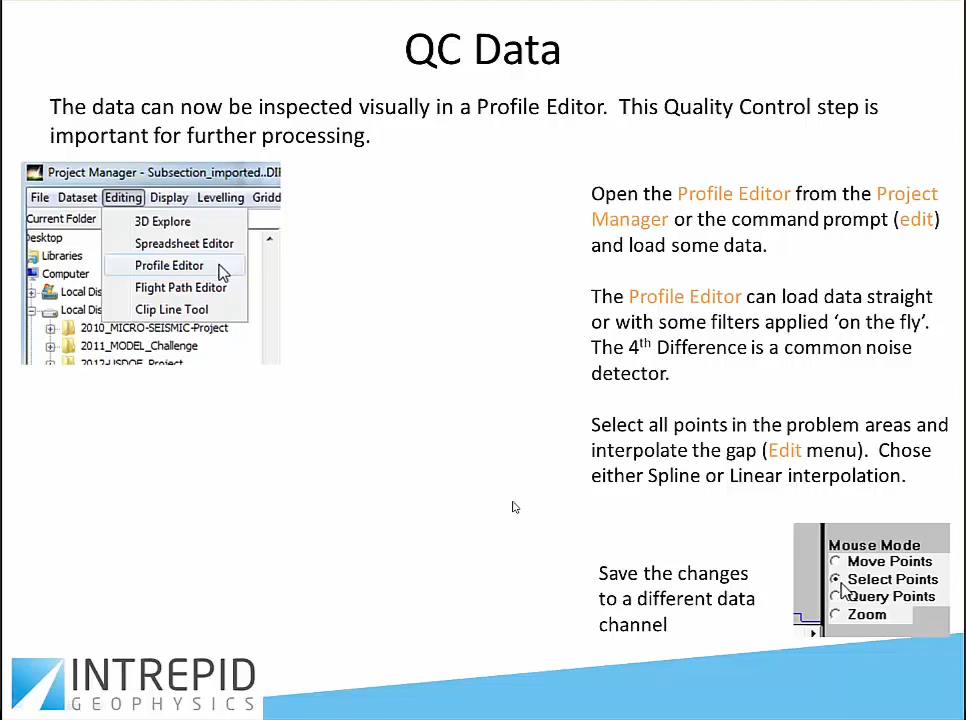 QC Data
The data can now be inspected visually in a Profile Editor. This Quality Control step is
important for further processing.
Project Manager - Subsection_imported..DI
File Dataset Editing Display Levelling Gridd
Current Folder
3D Explore
Desktop
Spreadsheet Editor
Libraries
Profile Editor
Computer
Flight Path Editor
Local Dis
Clip Line Tool
Local Dis
2010_MICRO-SEISMIC-Project
2011_MODEL_Challenge
2012-USDOE_Project
Open the Profile Editor from the Project
Manager or the command prompt (edit)
and load some data.
The Profile Editor can load data straight
or with some filters applied ‘on the fly’.
The 4th Difference is a common noise
detector.
Select all points in the problem areas and
interpolate the gap (Edit menu). Chose
either Spline or Linear interpolation.
Save the changes
to a different data
channel
Mouse Mode
Move Points
Select Points
Query Points
Zoom
INTREPID
GEOPHYSICS